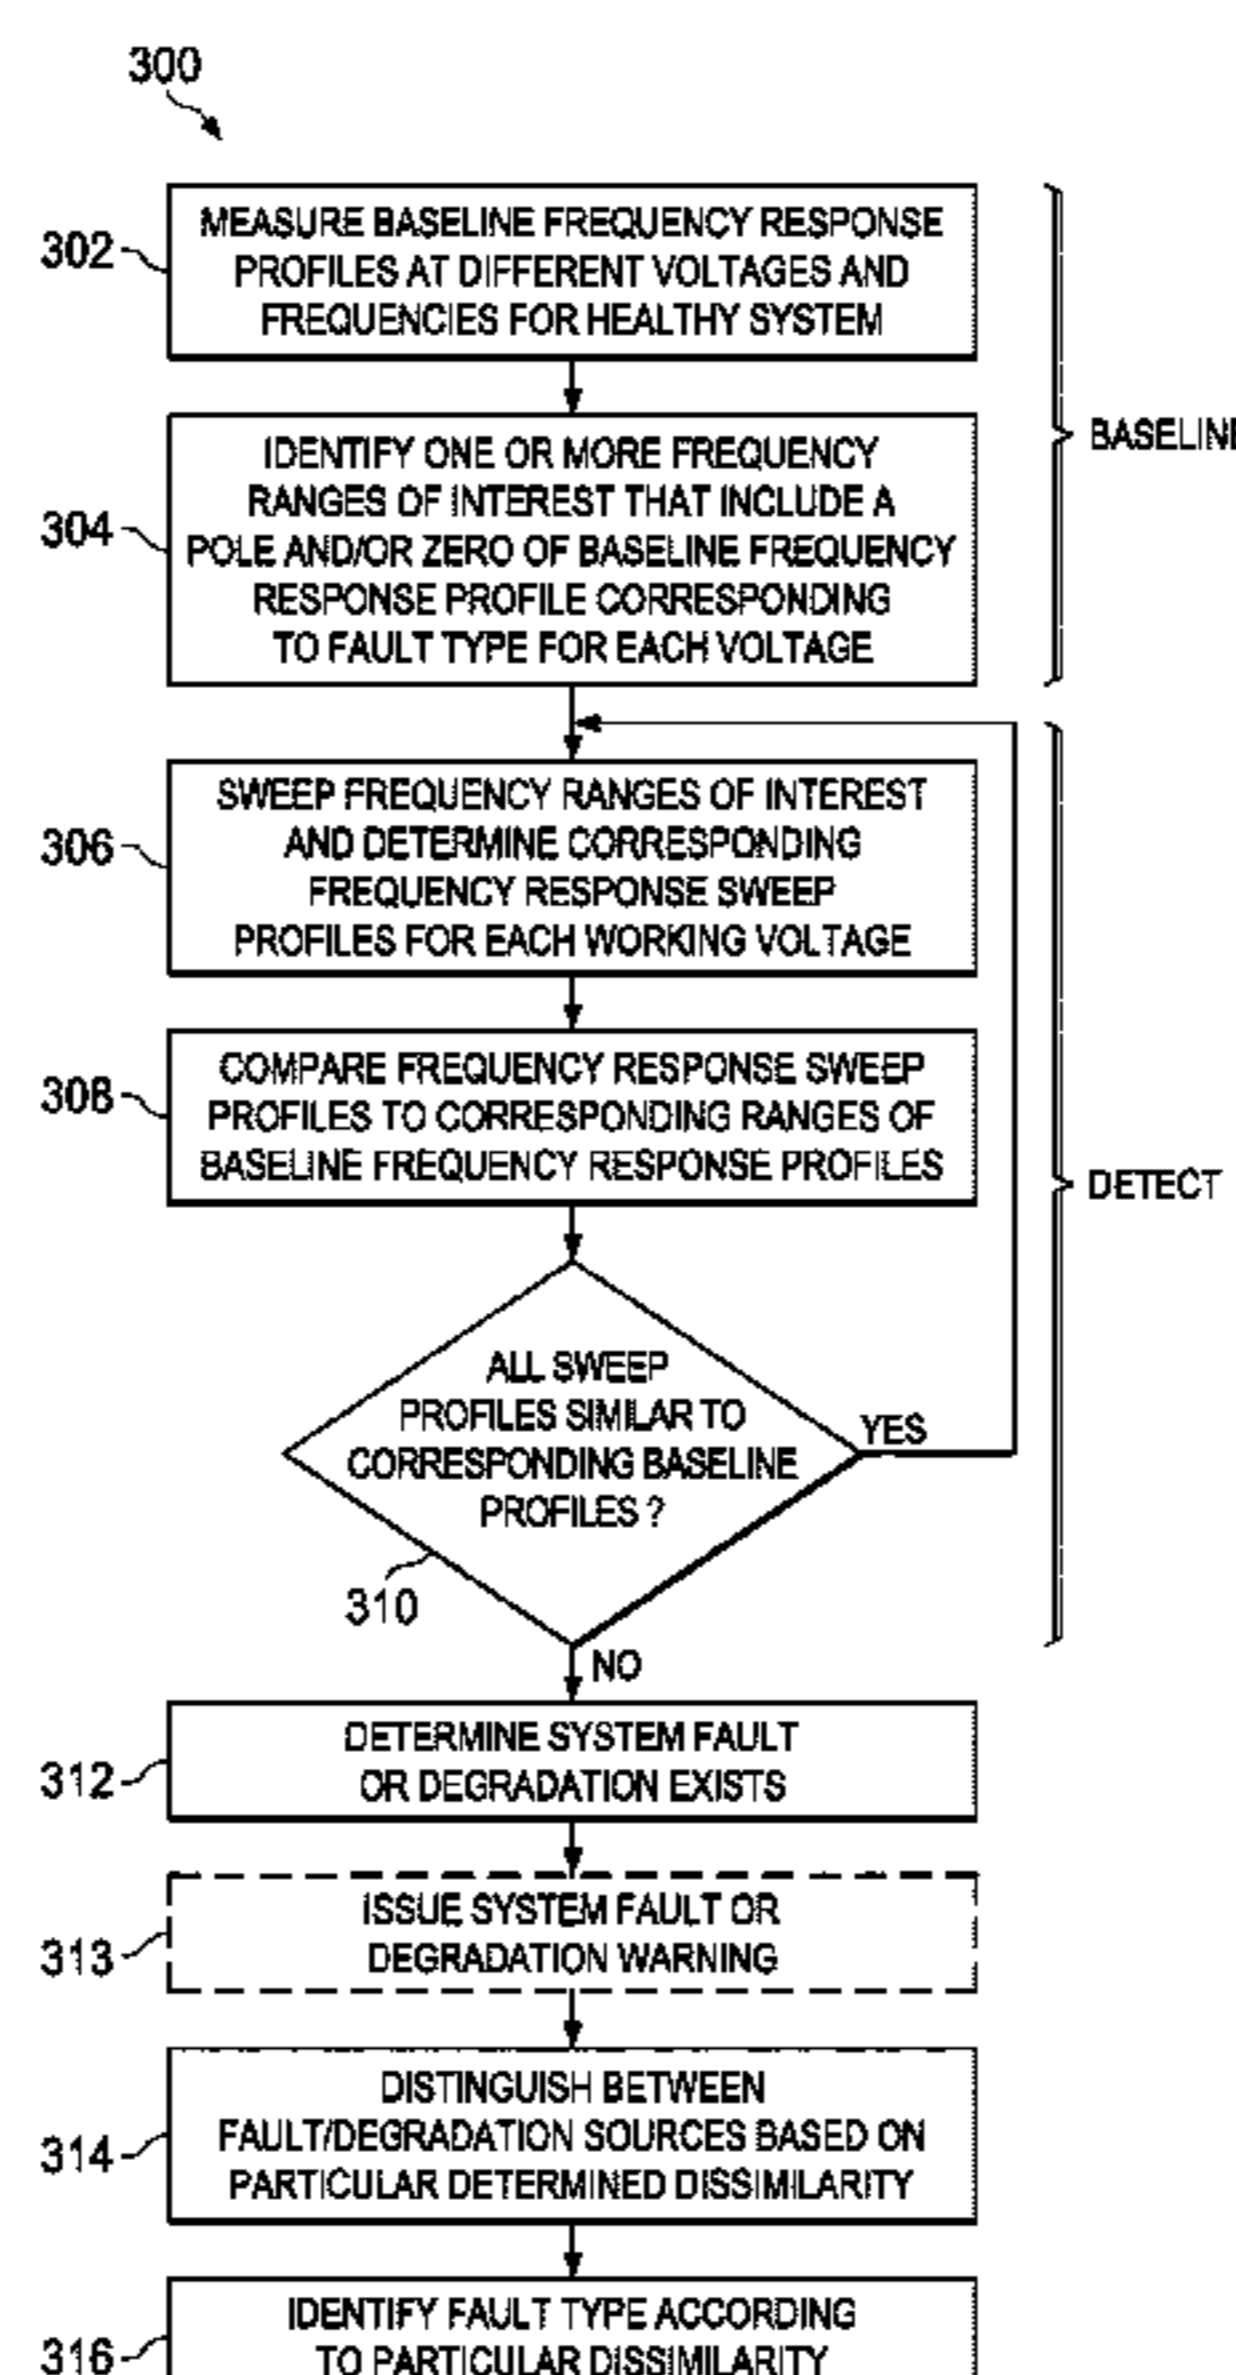 300
302
MEASURE BASELINE FREQUENCY RESPONSE
PROFILES AT DIFFERENT VOLTAGES AND
FREQUENCIES FOR HEALTHY SYSTEM
304
IDENTIFY ONE OR MORE FREQUENCY
RANGES OF INTEREST THAT INCLUDE A
POLE AND/OR ZERO OF BASELINE FREQUENCY
RESPONSE PROFILE CORRESPONDING
TO FAULT TYPE FOR EACH VOLTAGE
BASELINE
306
SWEEP FREQUENCY RANGES OF INTEREST
AND DETERMINE CORRESPONDING
FREQUENCY RESPONSE SWEEP
PROFILES FOR EACH WORKING VOLTAGE
308
COMPARE FREQUENCY RESPONSE SWEEP
PROFILES TO CORRESPONDING RANGES OF
BASELINE FREQUENCY RESPONSE PROFILES
DETECT
ALL SWEEP
PROFILES SIMILAR TO
CORRESPONDING BASELINE
PROFILES ?
YES
310
NO
312
DETERMINE SYSTEM FAULT
OR DEGRADATION EXISTS
313
ISSUE SYSTEM FAULT OR
DEGRADATION WARNING
314
DISTINGUISH BETWEEN
FAULT/DEGRADATION SOURCES BASED ON
PARTICULAR DETERMINED DISSIMILARITY
316
IDENTIFY FAULT TYPE ACCORDING
TO PARTICULAR DISSIMILARITY